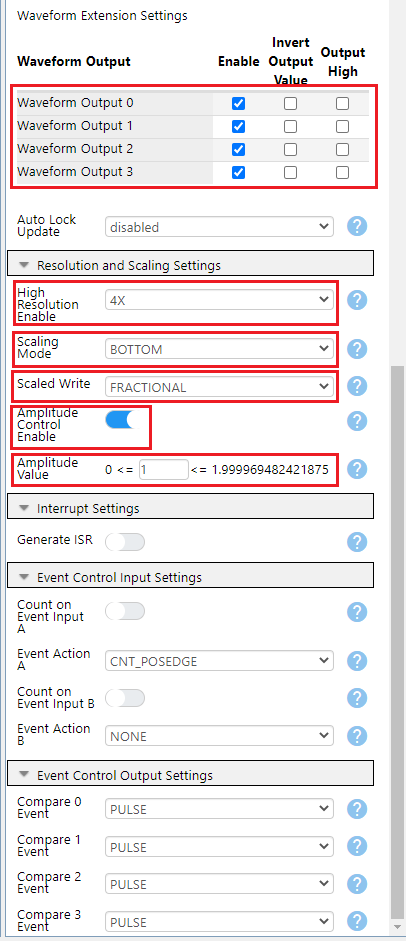 Waveform Extension Settings
Waveform Output Enable Invert Output Value Output High
Waveform Output 0
Waveform Output 1
Waveform Output 2
Waveform Output 3
Auto Lock
Update
disabled
?
Resolution and Scaling Settings
High
Resolution
Enable
4X
?
Scaling
Mode
BOTTOM
?
Scaled Write
FRACTIONAL
?
Amplitude
Control
Enable
?
Amplitude
Value
0 <= 1 <= 1.999969482421875
?
Interrupt Settings
Generate ISR
?
Event Control Input Settings
Count on
Event Input
A
?
Event Action
A
CNT_POSEDGE
?
Count on
Event Input B
?
Event Action
B
NONE
?
Event Control Output Settings
Compare 0
Event
PULSE
?
Compare 1
Event
PULSE
?
Compare 2
Event
PULSE
?
Compare 3
Event
PULSE
?